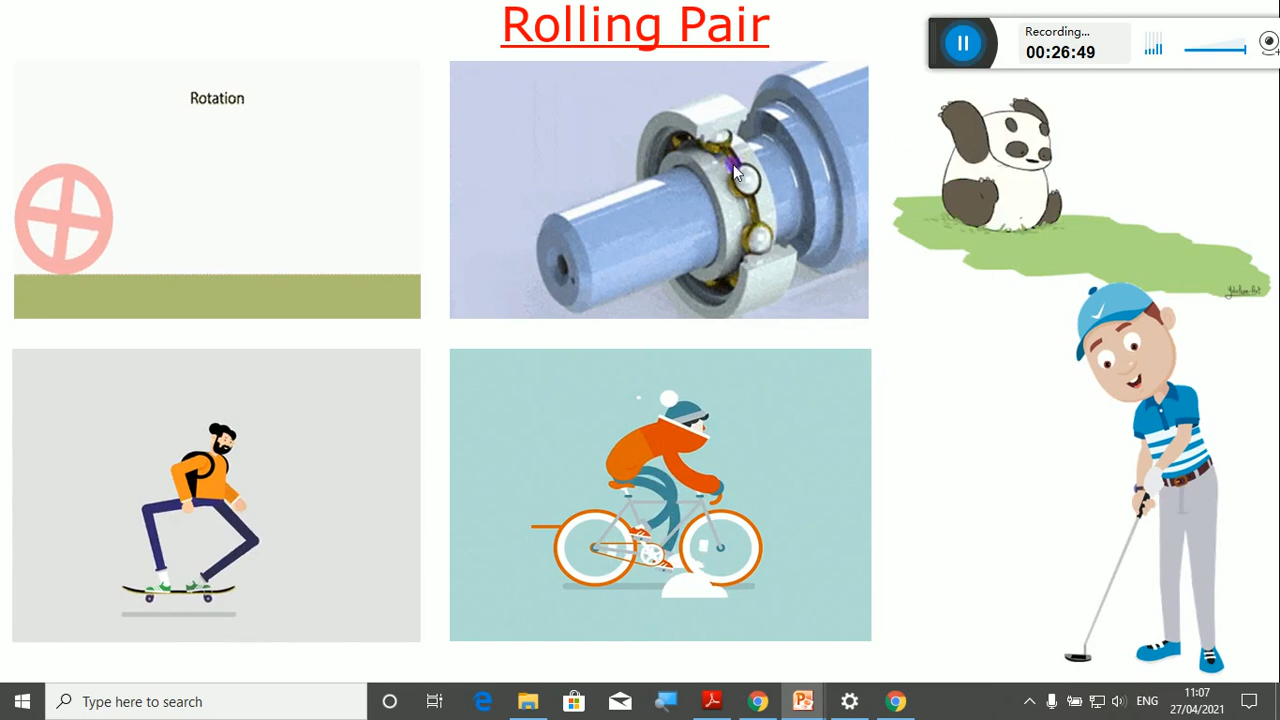 Rolling Pair
Recording...
00:26:49
Rotation
Type here to search
ENG
11:07
27/04/2021